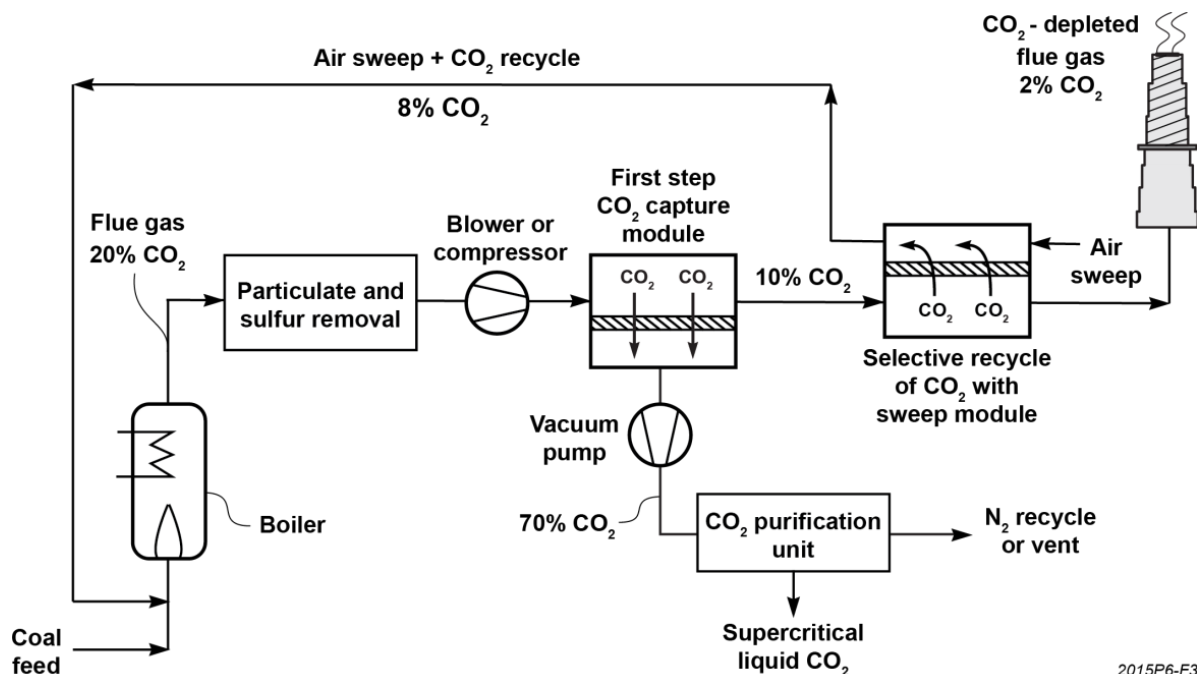 CO₂ - depleted
flue gas
2% CO₂
Air sweep + CO₂ recycle
8% CO₂
First step
CO₂ capture
module
Blower or
compressor
Flue gas
20% CO₂
Particulate and
sulfur removal
CO₂ CO₂
10% CO₂
Air
sweep
CO₂ CO₂
Selective recycle
of CO₂ with
sweep module
Vacuum
pump
Boiler
70% CO₂
CO₂ purification
unit
N₂ recycle
or vent
Coal
feed
Supercritical
liquid CO₂